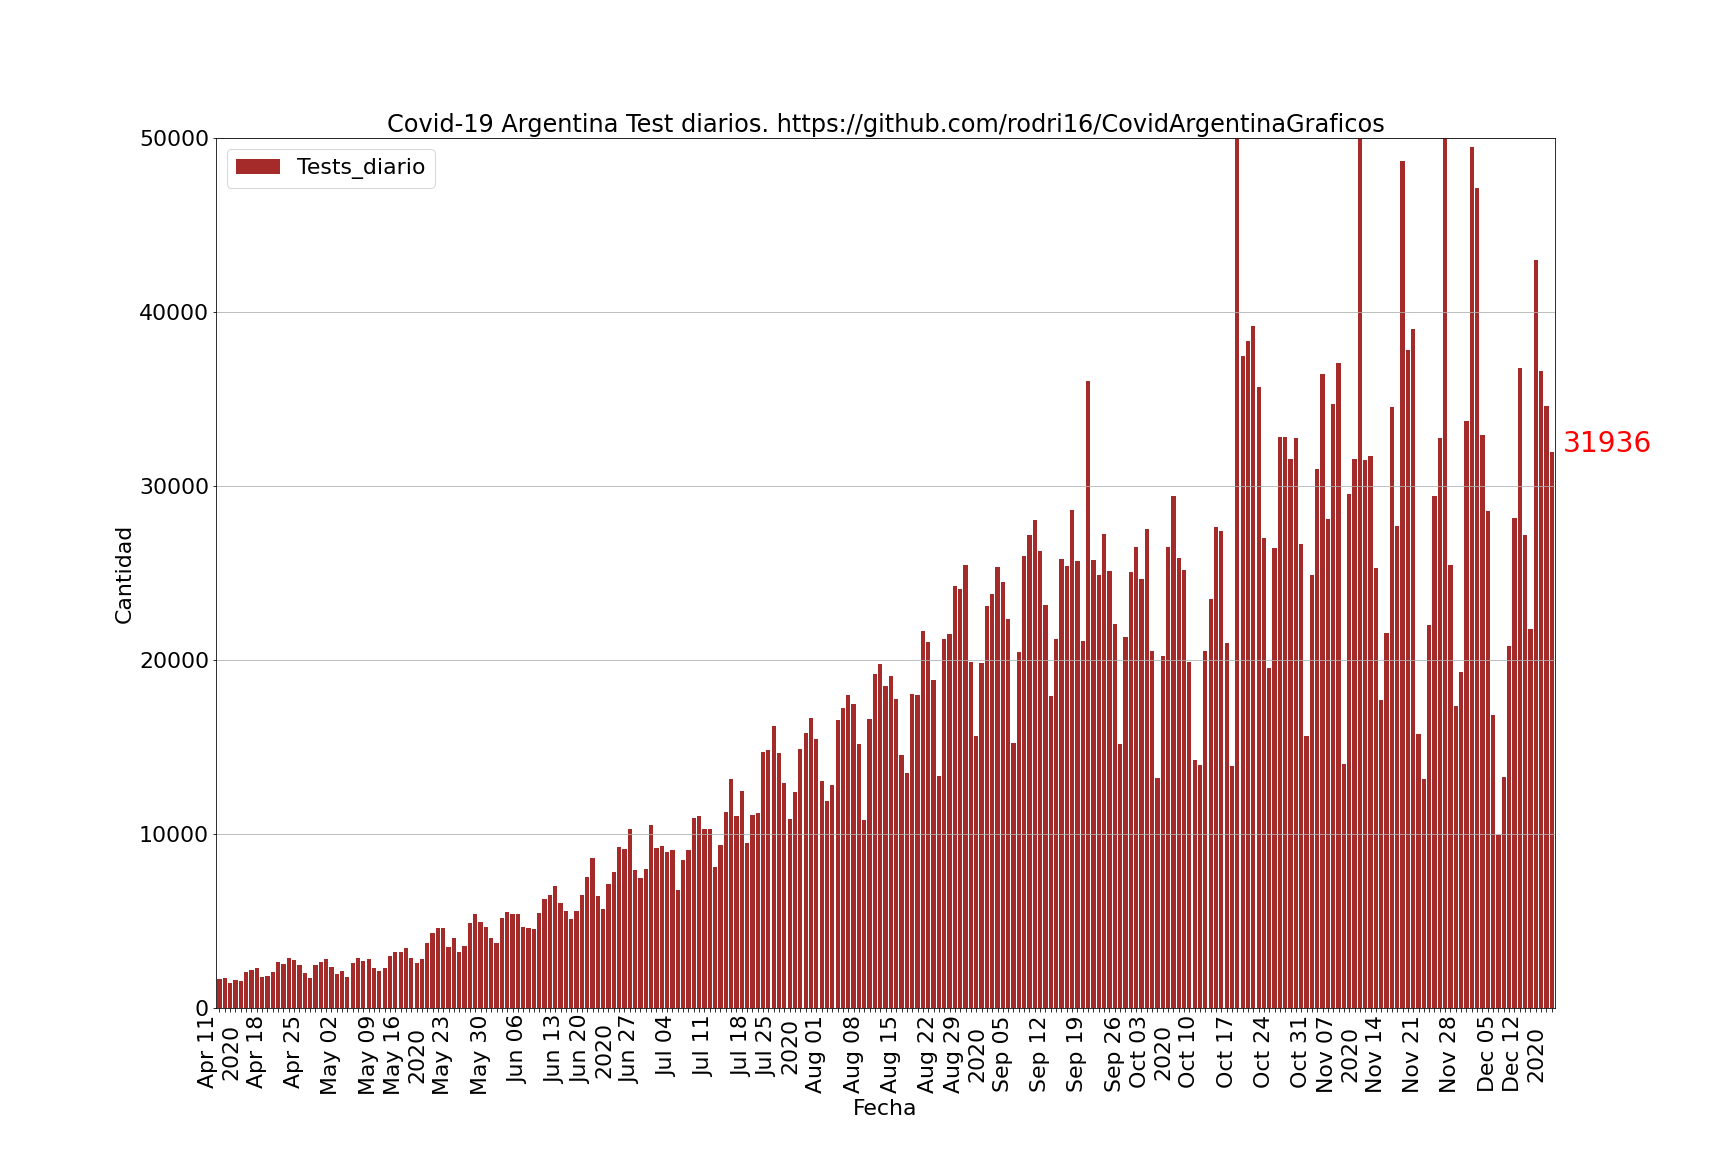 Covid-19 Argentina Test diarios. https://github.com/rodri16/CovidArgentinaGraficos
Tests_diario
50000
40000
30000
20000
10000
0
Cantidad
31936
Apr 11
2020
Apr 18
Apr 25
May 02
May 09
May 16
2020
May 23
May 30
Jun 06
Jun 13
Jun 20
2020
Jun 27
Jul 04
Jul 11
Jul 18
Jul 25
2020
Aug 01
Aug 08
Aug 15
Aug 22
Aug 29
2020
Sep 05
Sep 12
Sep 19
Sep 26
Oct 03
2020
Oct 10
Oct 17
Oct 24
Oct 31
Nov 07
2020
Nov 14
Nov 21
Nov 28
Dec 05
Dec 12
2020
Fecha